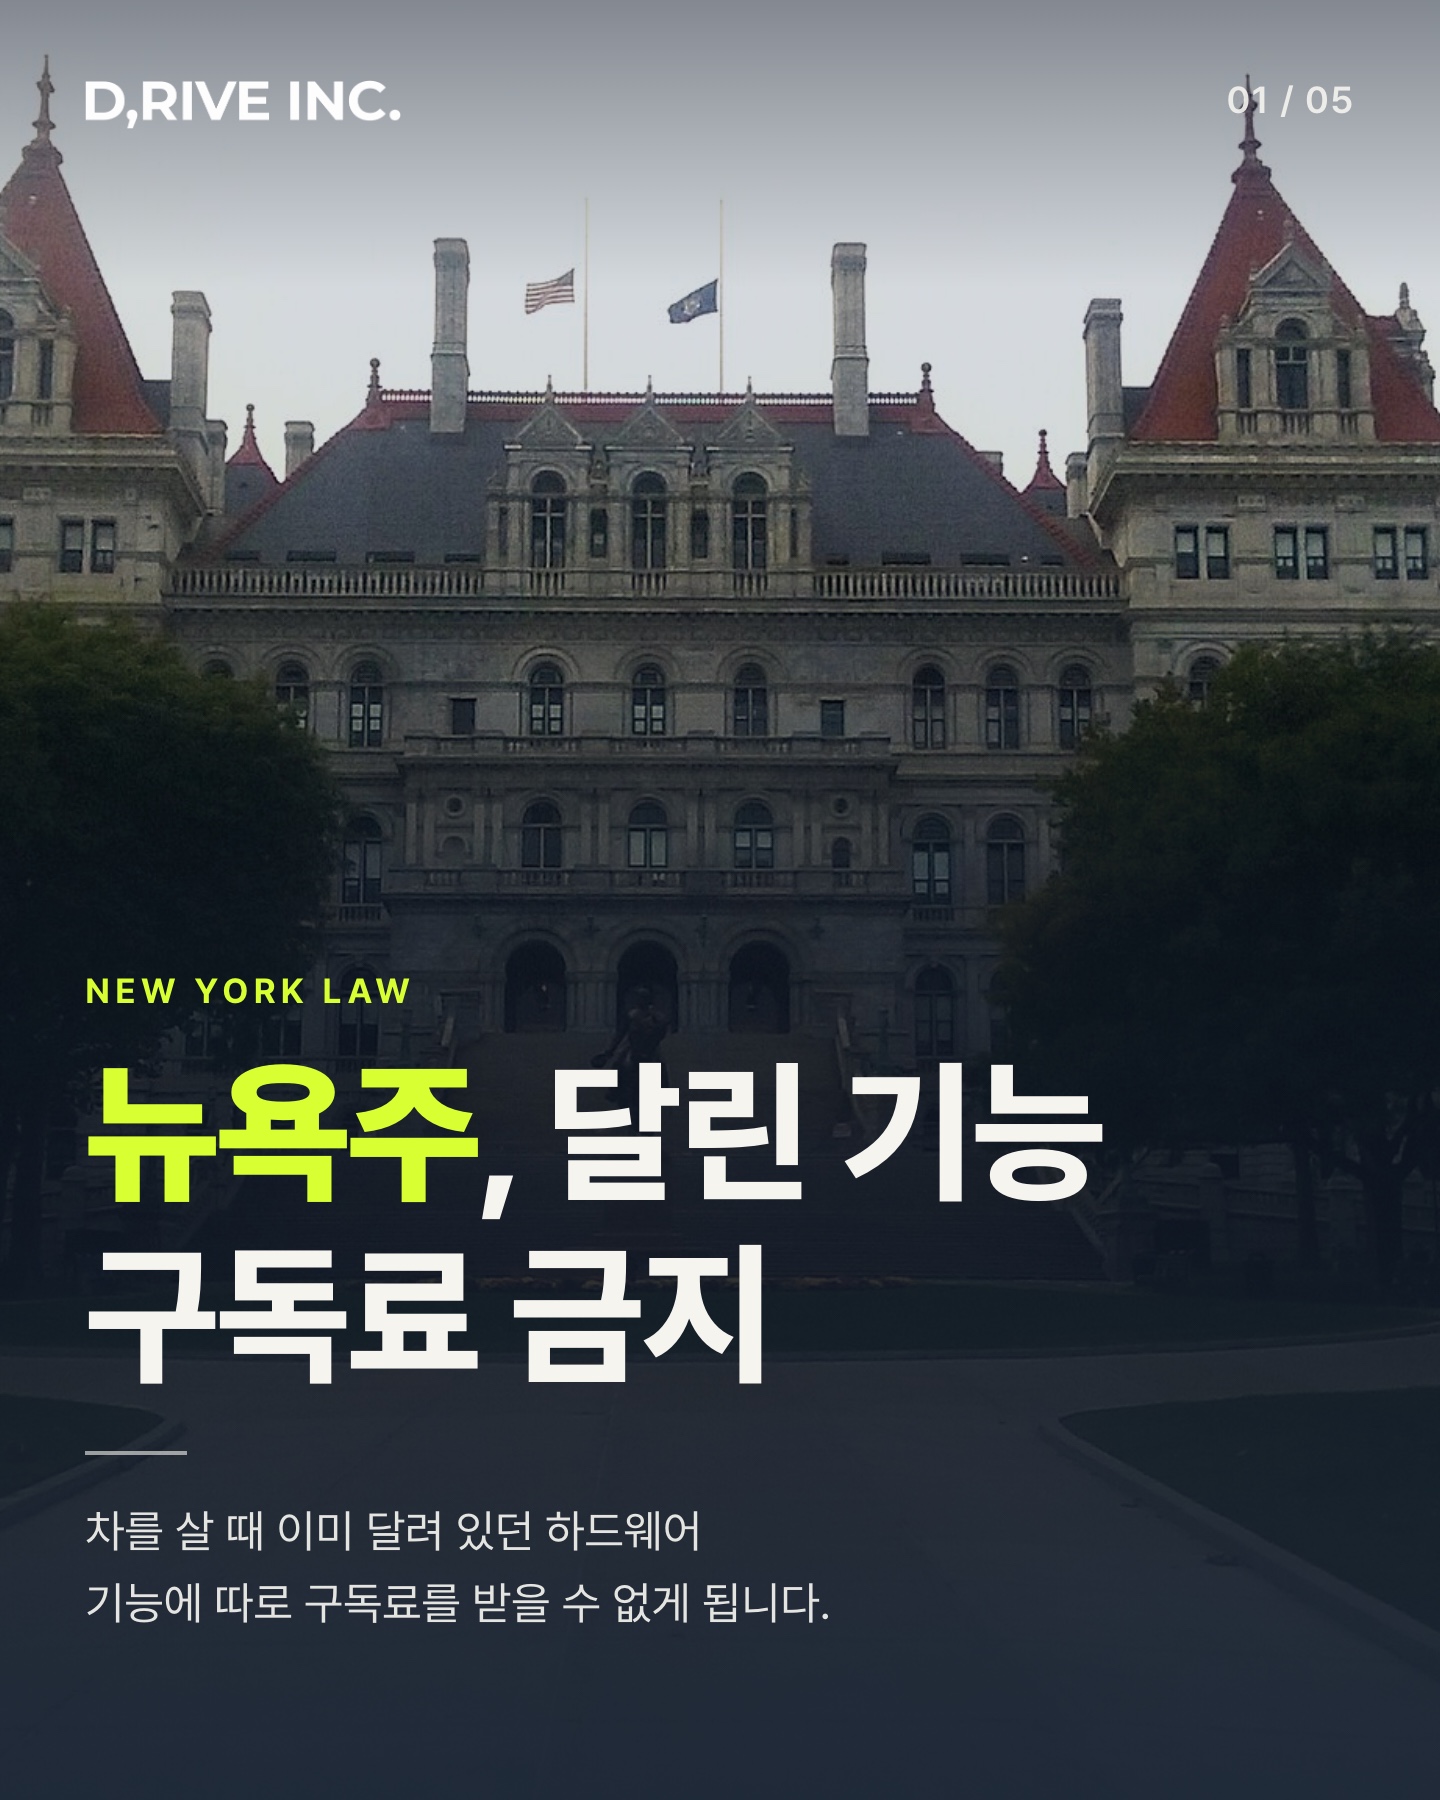 D,RIVE INC.
01 / 05
NEW YORK LAW
뉴욕주, 달린 기능
구독료 금지
차를 살 때 이미 달려 있던 하드웨어
기능에 따로 구독료를 받을 수 없게 됩니다.